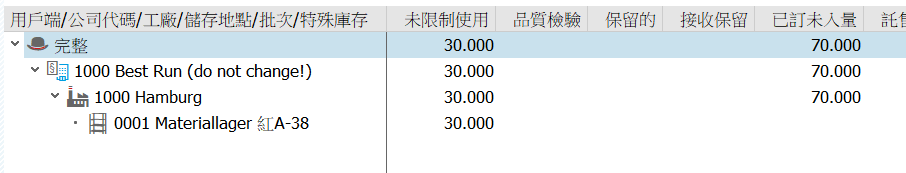 用戶端/公司代碼/工廠/儲存地點/批次/特殊庫存 未限制使用 品質檢驗 保留的 接收保留 已訂未入量
完整 30.000 70.000
1000 Best Run (do not change!) 30.000 70.000
1000 Hamburg 30.000 70.000
0001 Materiallager 紅A-38 30.000